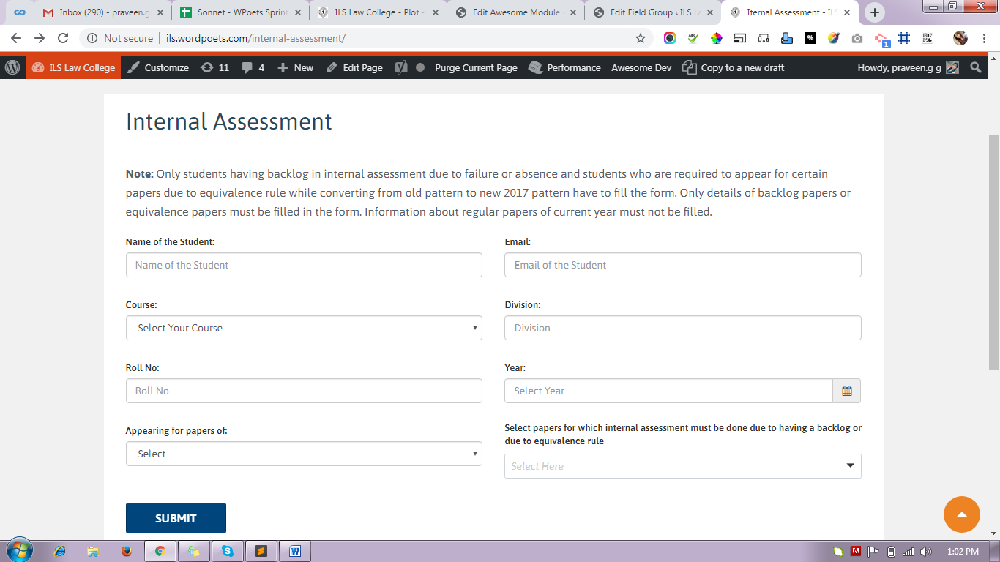 Inbox (290) - praveen.g
Sonnet - WPoets Sprint
ILS Law College - Plot -
Edit Awesome Module
Edit Field Group ‹ ILS La
Iternal Assessment - ILS
Not secure | ils.wordpoets.com/internal-assessment/
ABC
%
1
ILS Law College Customize 11 4 New Edit Page Purge Current Page Performance Awesome Dev Copy to a new draft Howdy, praveen.g g
Internal Assessment
Note: Only students having backlog in internal assessment due to failure or absence and students who are required to appear for certain
papers due to equivalence rule while converting from old pattern to new 2017 pattern have to fill the form. Only details of backlog papers or
equivalence papers must be filled in the form. Information about regular papers of current year must not be filled.
Name of the Student:
Name of the Student
Email:
Email of the Student
Course:
Select Your Course
Division:
Division
Roll No:
Roll No
Year:
Select Year
Appearing for papers of:
Select
Select papers for which internal assessment must be done due to having a backlog or
due to equivalence rule
Select Here
SUBMIT
1:02 PM